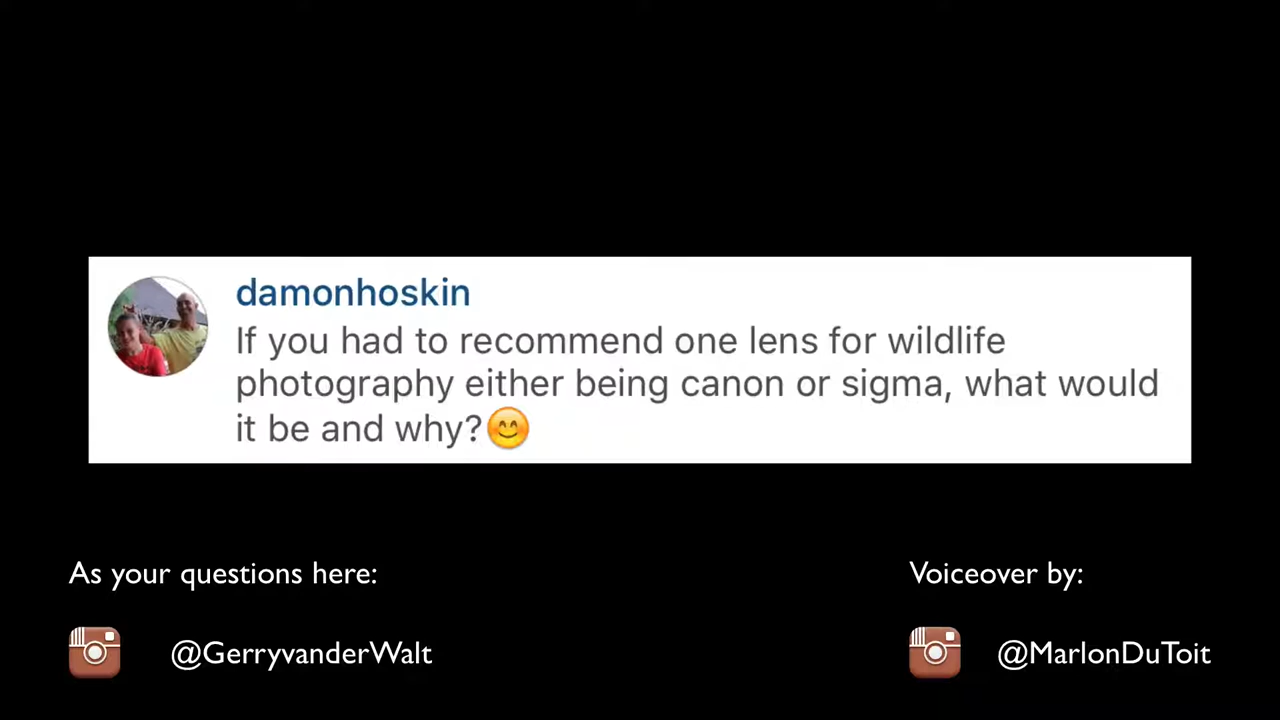 damonhoskin
If you had to recommend one lens for wildlife
photography either being canon or sigma, what would
it be and why?😊
As your questions here:
Voiceover by:
@GerryvanderWalt
@MarlonDuToit